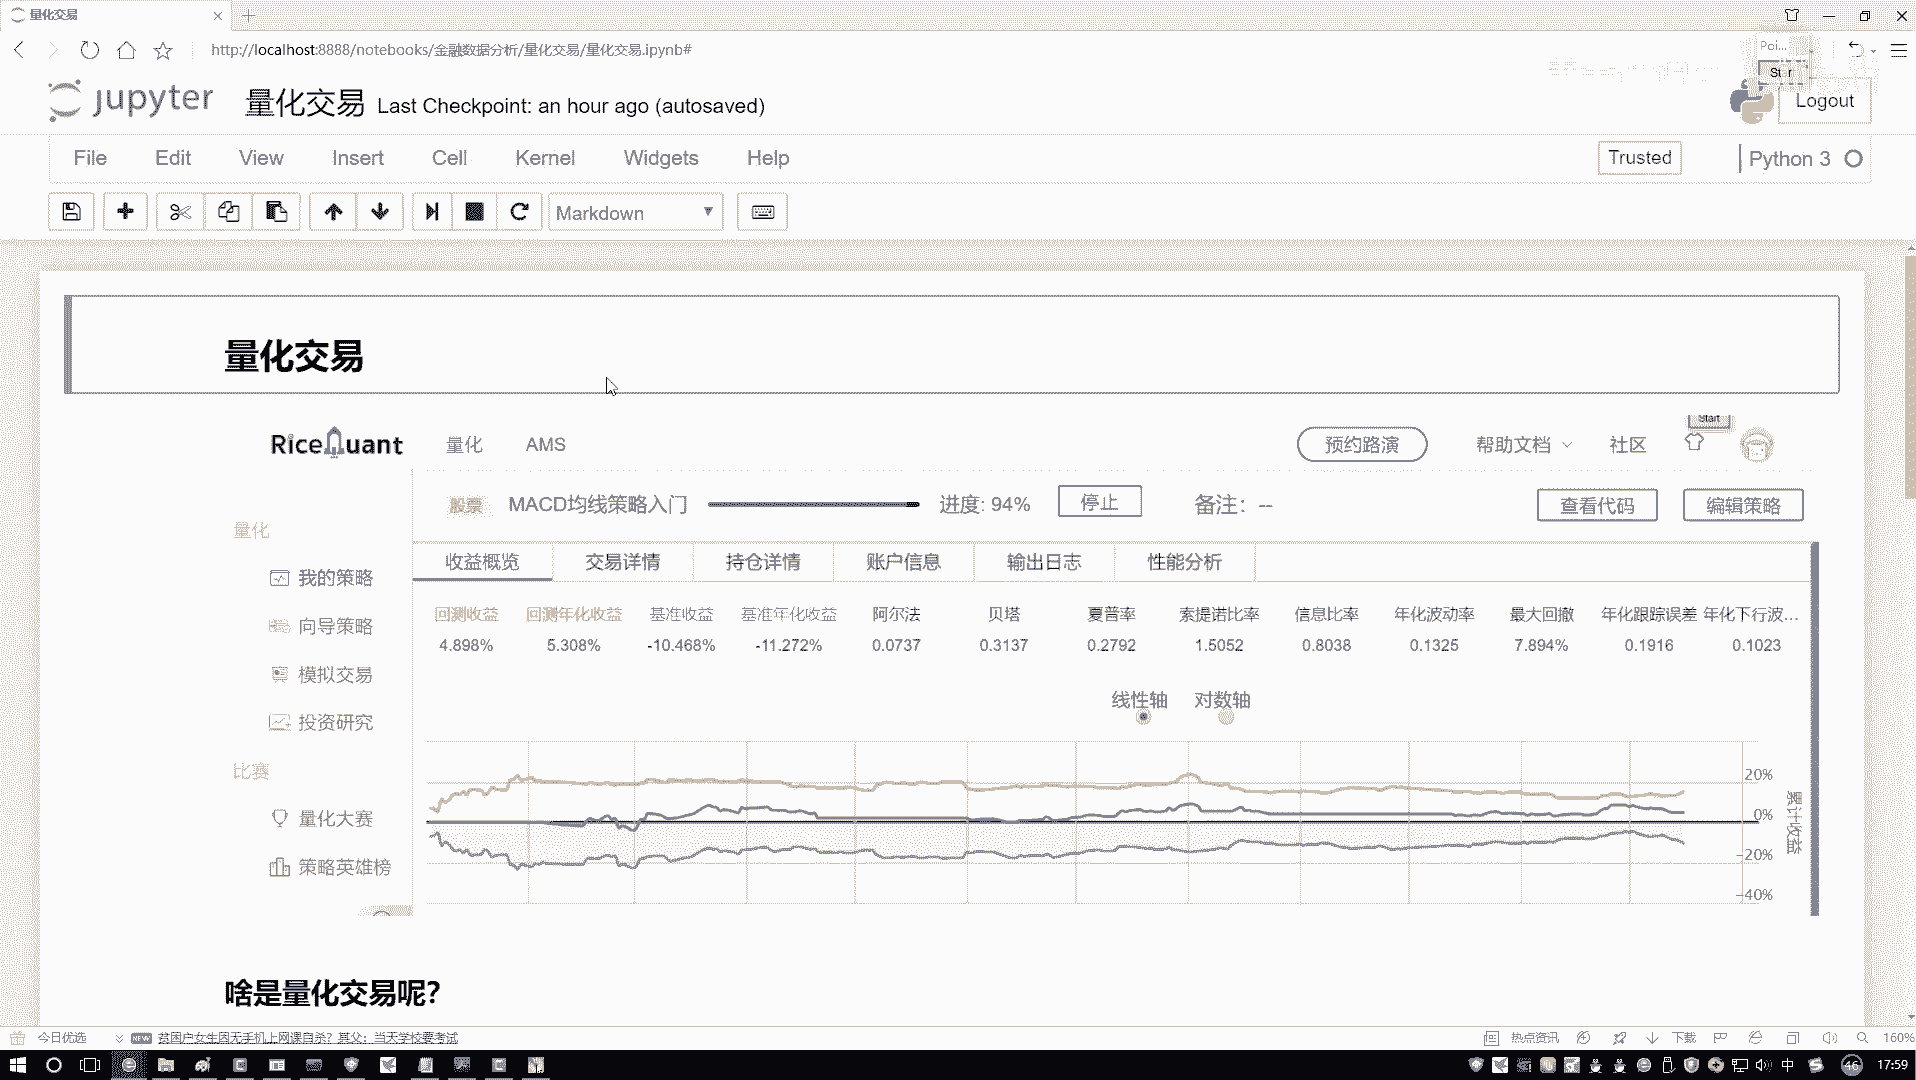 量化交易
http://localhost:8888/notebooks/金融数据分析/量化交易/量化交易.ipynb#
Poi...
Star
jupyter 量化交易 Last Checkpoint: an hour ago (autosaved)
Logout
File Edit View Insert Cell Kernel Widgets Help
Trusted Python 3
Markdown
量化交易
RiceQuant 量化 AMS 预约路演 帮助文档 社区
Start
股票 MACD均线策略入门 进度: 94% 停止 备注: -- 查看代码 编辑策略
量化
我的策略
向导策略
模拟交易
投资研究
比赛
量化大赛
策略英雄榜
收益概览 交易详情 持仓详情 账户信息 输出日志 性能分析
回测收益 回测年化收益 基准收益 基准年化收益 阿尔法 贝塔 夏普率 索提诺比率 信息比率 年化波动率 最大回撤 年化跟踪误差 年化下行波...
4.898% 5.308% -10.468% -11.272% 0.0737 0.3137 0.2792 1.5052 0.8038 0.1325 7.894% 0.1916 0.1023
线性轴 对数轴
20%
0%
-20%
-40%
累计收益
啥是量化交易呢?
今日优选 NEW 贫困户女生因无手机上网课自杀? 其父: 当天学校要考试
热点资讯 下载 160%
中 46 17:59